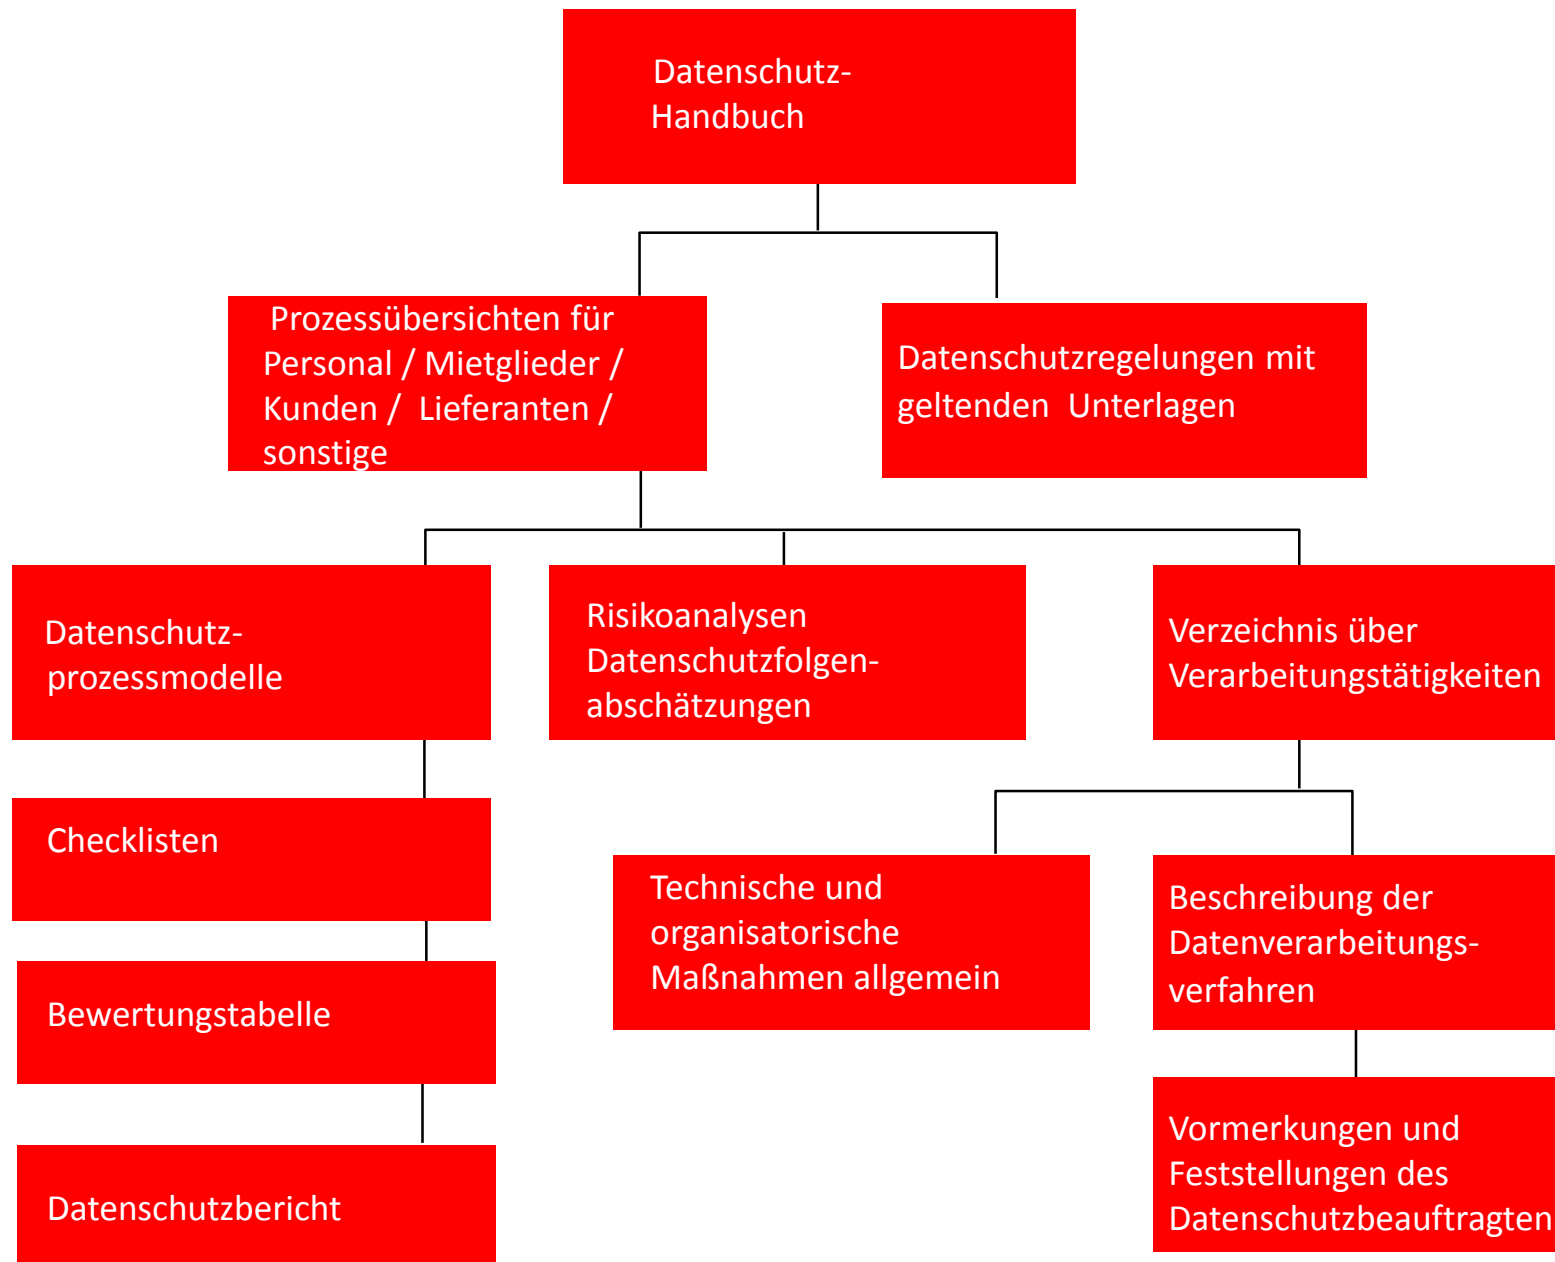 Datenschutz-
Handbuch
Prozessübersichten für
Personal / Mietglieder /
Kunden /  Lieferanten /
sonstige
Datenschutzregelungen mit
geltenden  Unterlagen
Datenschutz-
prozessmodelle
Risikoanalysen
Datenschutzfolgen-
abschätzungen
Verzeichnis über
Verarbeitungstätigkeiten
Checklisten
Technische und
organisatorische
Maßnahmen allgemein
Beschreibung der
Datenverarbeitungs-
verfahren
Bewertungstabelle
Vormerkungen und
Feststellungen des
Datenschutzbeauftragten
Datenschutzbericht